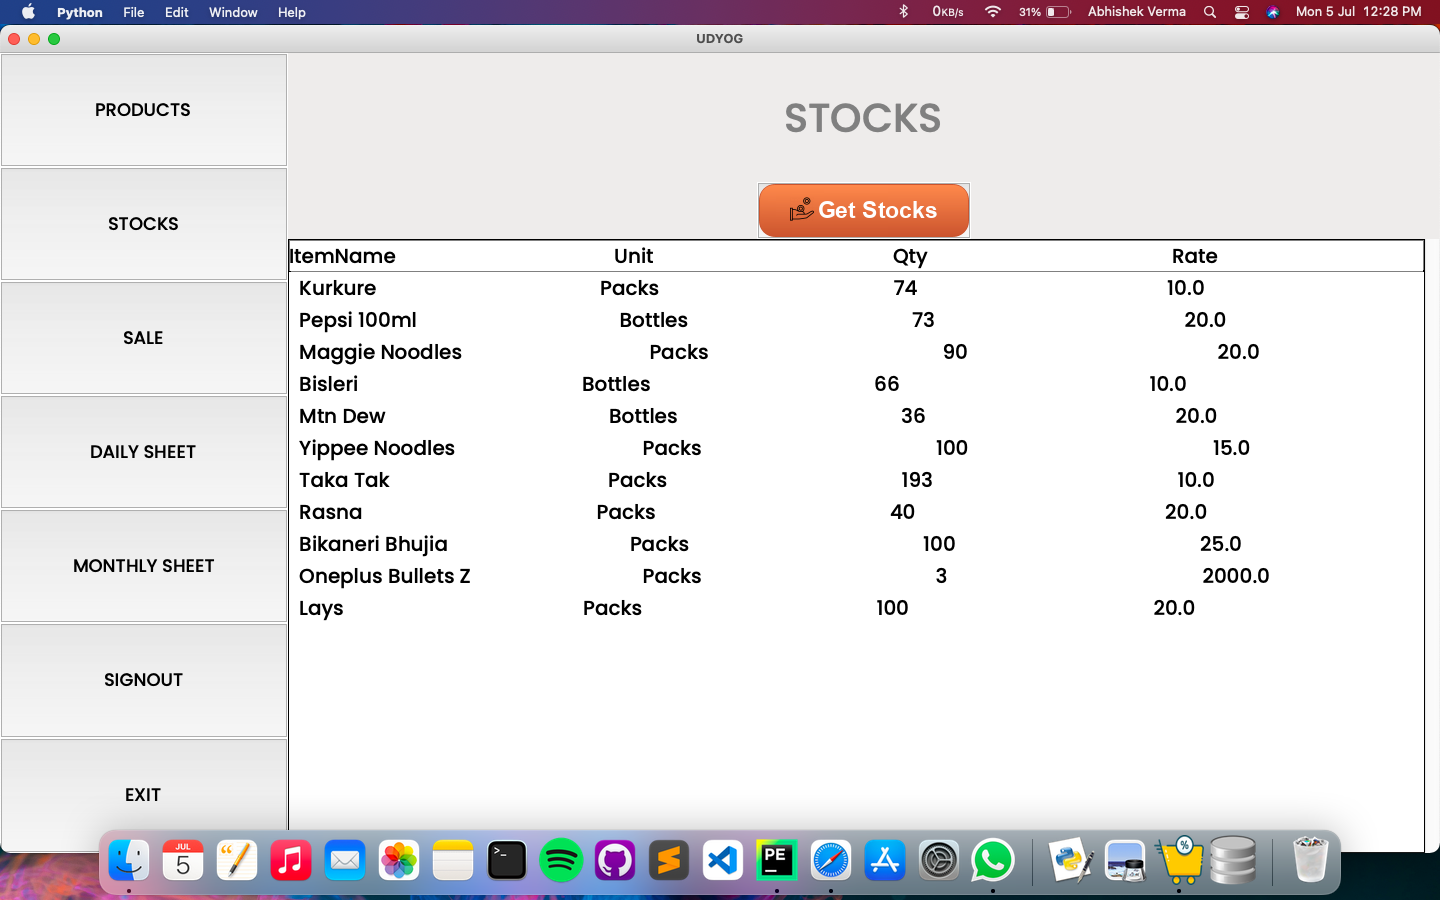 Python File Edit Window Help 0KB/s 31% Abhishek Verma Mon 5 Jul 12:28 PM
UDYOG
PRODUCTS
STOCKS
SALE
DAILY SHEET
MONTHLY SHEET
SIGNOUT
EXIT
STOCKS
Get Stocks
ItemName Unit Qty Rate
Kurkure Packs 74 10.0
Pepsi 100ml Bottles 73 20.0
Maggie Noodles Packs 90 20.0
Bisleri Bottles 66 10.0
Mtn Dew Bottles 36 20.0
Yippee Noodles Packs 100 15.0
Taka Tak Packs 193 10.0
Rasna Packs 40 20.0
Bikaneri Bhujia Packs 100 25.0
Oneplus Bullets Z Packs 3 2000.0
Lays Packs 100 20.0
JUL
5
>_
PE
%